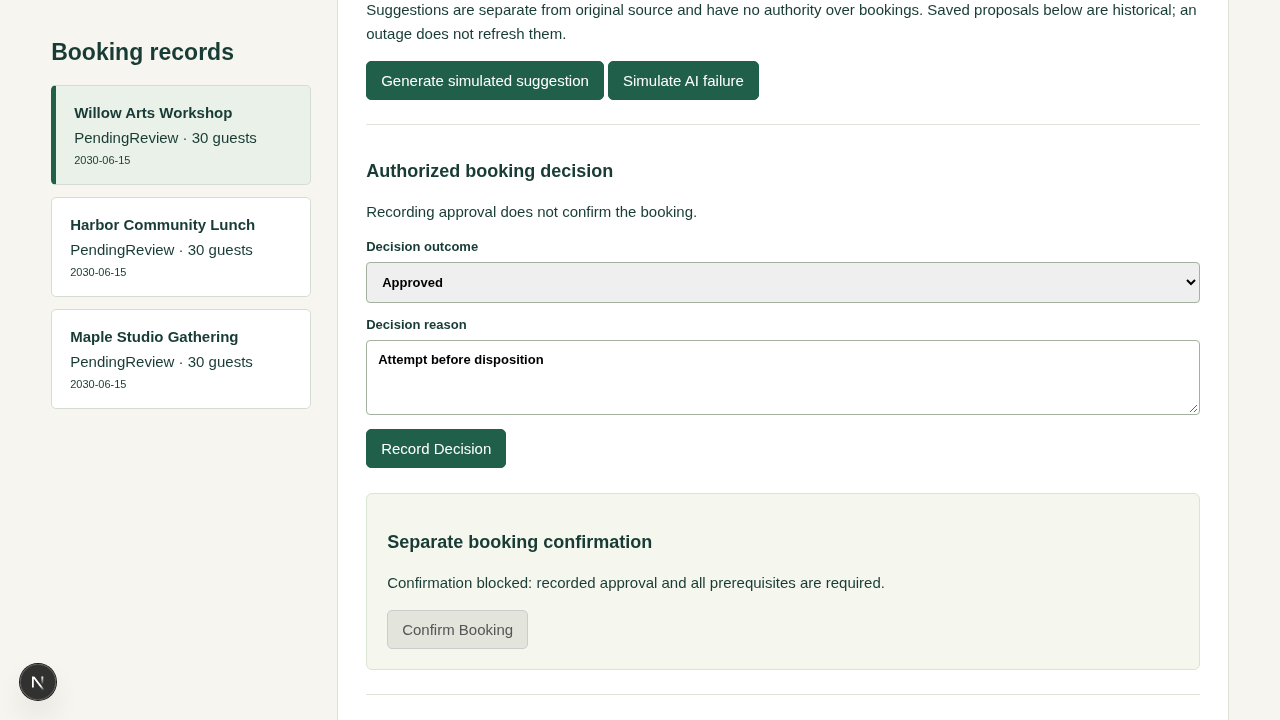 Booking records
Willow Arts Workshop
PendingReview · 30 guests
2030-06-15
Harbor Community Lunch
PendingReview · 30 guests
2030-06-15
Maple Studio Gathering
PendingReview · 30 guests
2030-06-15
Suggestions are separate from original source and have no authority over bookings. Saved proposals below are historical; an
outage does not refresh them.
Generate simulated suggestion
Simulate AI failure
Authorized booking decision
Recording approval does not confirm the booking.
Decision outcome
Approved
Decision reason
Attempt before disposition
Record Decision
Separate booking confirmation
Confirmation blocked: recorded approval and all prerequisites are required.
Confirm Booking
N